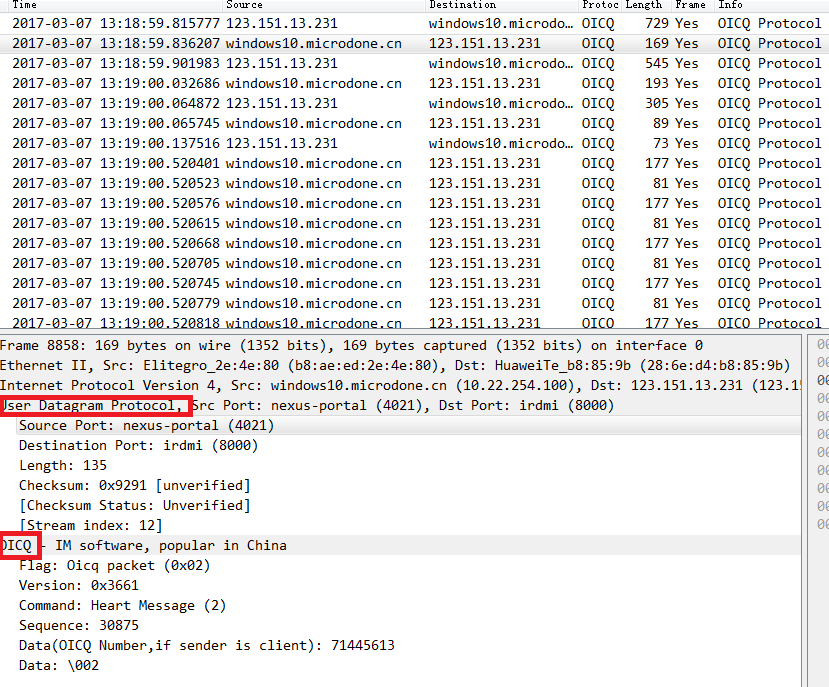 Time Source Destination Protoc Length Frame Info
2017-03-07 13:18:59.815777 123.151.13.231 windows10.microdo… OICQ 729 Yes OICQ Protocol
2017-03-07 13:18:59.836207 windows10.microdone.cn 123.151.13.231 OICQ 169 Yes OICQ Protocol
2017-03-07 13:18:59.901983 123.151.13.231 windows10.microdo… OICQ 545 Yes OICQ Protocol
2017-03-07 13:19:00.032686 windows10.microdone.cn 123.151.13.231 OICQ 193 Yes OICQ Protocol
2017-03-07 13:19:00.064872 123.151.13.231 windows10.microdo… OICQ 305 Yes OICQ Protocol
2017-03-07 13:19:00.065745 windows10.microdone.cn 123.151.13.231 OICQ 89 Yes OICQ Protocol
2017-03-07 13:19:00.137516 123.151.13.231 windows10.microdo… OICQ 73 Yes OICQ Protocol
2017-03-07 13:19:00.520401 windows10.microdone.cn 123.151.13.231 OICQ 177 Yes OICQ Protocol
2017-03-07 13:19:00.520523 windows10.microdone.cn 123.151.13.231 OICQ 81 Yes OICQ Protocol
2017-03-07 13:19:00.520576 windows10.microdone.cn 123.151.13.231 OICQ 177 Yes OICQ Protocol
2017-03-07 13:19:00.520615 windows10.microdone.cn 123.151.13.231 OICQ 81 Yes OICQ Protocol
2017-03-07 13:19:00.520668 windows10.microdone.cn 123.151.13.231 OICQ 177 Yes OICQ Protocol
2017-03-07 13:19:00.520705 windows10.microdone.cn 123.151.13.231 OICQ 81 Yes OICQ Protocol
2017-03-07 13:19:00.520745 windows10.microdone.cn 123.151.13.231 OICQ 177 Yes OICQ Protocol
2017-03-07 13:19:00.520779 windows10.microdone.cn 123.151.13.231 OICQ 81 Yes OICQ Protocol
2017-03-07 13:19:00.520818 windows10.microdone.cn 123.151.13.231 OICQ 177 Yes OICQ Protocol
Frame 8858: 169 bytes on wire (1352 bits), 169 bytes captured (1352 bits) on interface 0
Ethernet II, Src: Elitegro_2e:4e:80 (b8:ae:ed:2e:4e:80), Dst: HuaweiTe_b8:85:9b (28:6e:d4:b8:85:9b)
Internet Protocol Version 4, Src: windows10.microdone.cn (10.22.254.100), Dst: 123.151.13.231 (123.1
User Datagram Protocol, Src Port: nexus-portal (4021), Dst Port: irdmi (8000)
Source Port: nexus-portal (4021)
Destination Port: irdmi (8000)
Length: 135
Checksum: 0x9291 [unverified]
[Checksum Status: Unverified]
[Stream index: 12]
OICQ - IM software, popular in China
Flag: Oicq packet (0x02)
Version: 0x3661
Command: Heart Message (2)
Sequence: 30875
Data(OICQ Number,if sender is client): 71445613
Data: \002